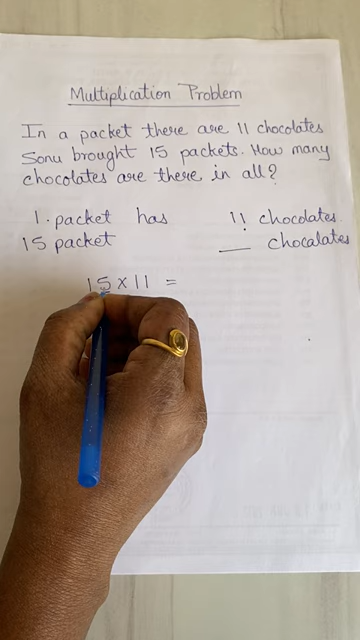 Multiplication Problem
In a packet there are 11 chocolates
Sonu brought 15 packets. How many
chocolates are there in all?
1. packet has 11 chocolates.
15 packet __ chocalates
15 x 11 =